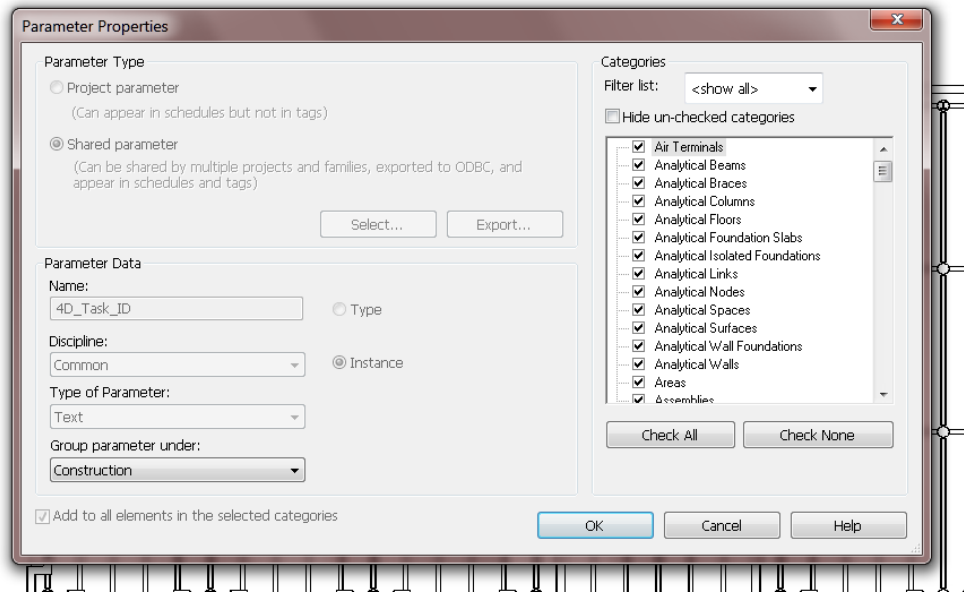 Parameter Properties
x
Parameter Type
Project parameter
(Can appear in schedules but not in tags)
Shared parameter
(Can be shared by multiple projects and families, exported to ODBC, and
appear in schedules and tags)
Select...
Export...
Parameter Data
Name:
4D_Task_ID
Type
Discipline:
Common
Instance
Type of Parameter:
Text
Group parameter under:
Construction
Add to all elements in the selected categories
Categories
Filter list:
<show all>
Hide un-checked categories
Air Terminals
Analytical Beams
Analytical Braces
Analytical Columns
Analytical Floors
Analytical Foundation Slabs
Analytical Isolated Foundations
Analytical Links
Analytical Nodes
Analytical Spaces
Analytical Surfaces
Analytical Wall Foundations
Analytical Walls
Areas
Assemblies
Check All
Check None
OK
Cancel
Help